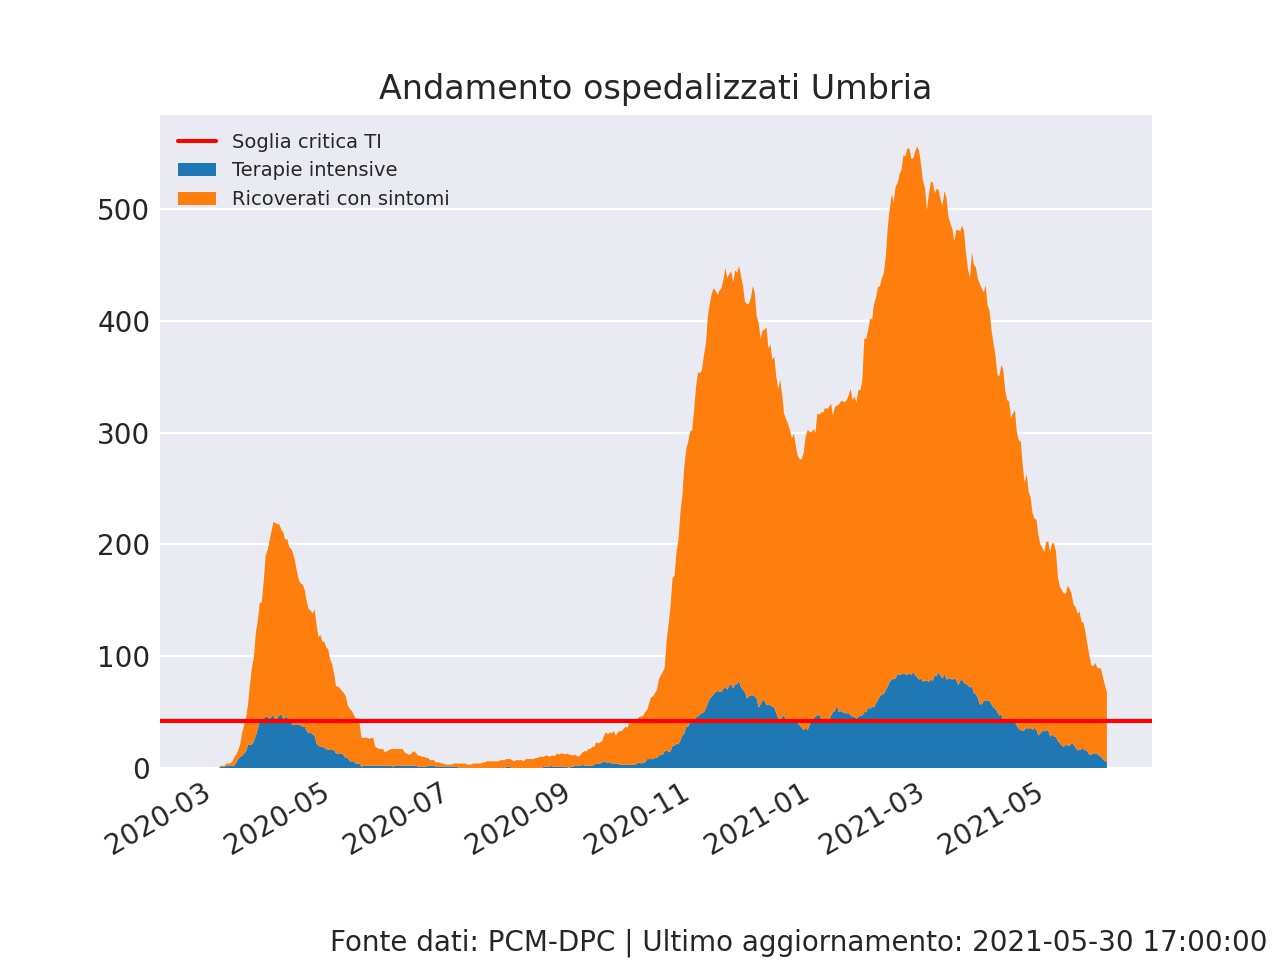 Andamento ospedalizzati Umbria
Soglia critica TI
Terapie intensive
Ricoverati con sintomi
500
400
300
200
100
0
2020-03
2020-05
2020-07
2020-09
2020-11
2021-01
2021-03
2021-05
Fonte dati: PCM-DPC | Ultimo aggiornamento: 2021-05-30 17:00:00